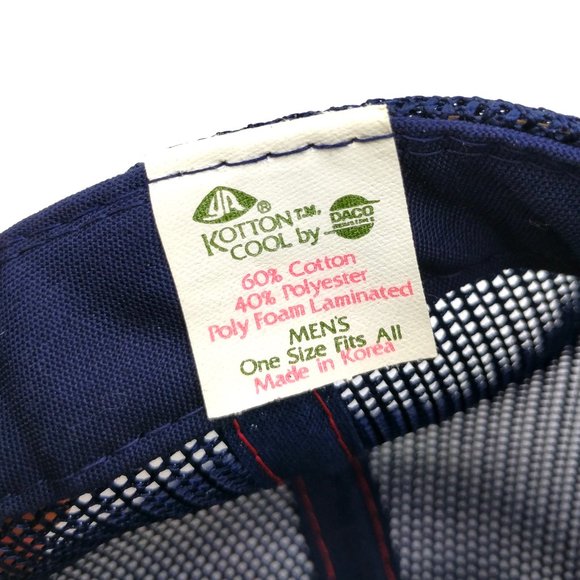 YA ®
KOTTON T.M.
COOL by DACO
60% Cotton
40% Polyester
Poly Foam Laminated
MEN'S
One Size Fits All
Made in Korea